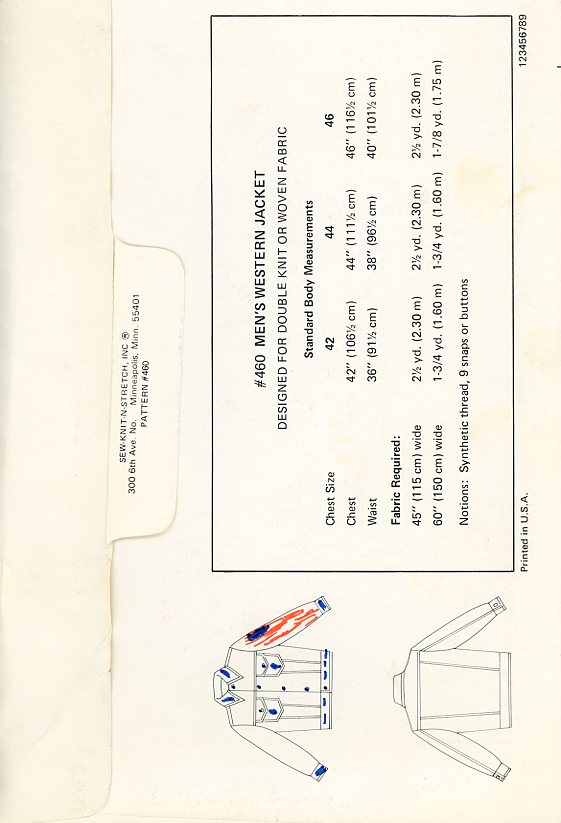 SEW-KNIT-N-STRETCH, INC ®
300 6th Ave. No. Minneapolis, Minn. 55401
PATTERN #460
#460 MEN'S WESTERN JACKET
DESIGNED FOR DOUBLE KNIT OR WOVEN FABRIC
Standard Body Measurements
Chest Size 42 44 46
Chest 42" (106½ cm) 44" (111½ cm) 46" (116½ cm)
Waist 36" (91½ cm) 38" (96½ cm) 40" (101½ cm)
Fabric Required:
45" (115 cm) wide 2½ yd. (2.30 m) 2½ yd. (2.30 m) 2½ yd. (2.30 m)
60" (150 cm) wide 1-3/4 yd. (1.60 m) 1-3/4 yd. (1.60 m) 1-7/8 yd. (1.75 m)
Notions: Synthetic thread, 9 snaps or buttons
Printed in U.S.A.
123456789